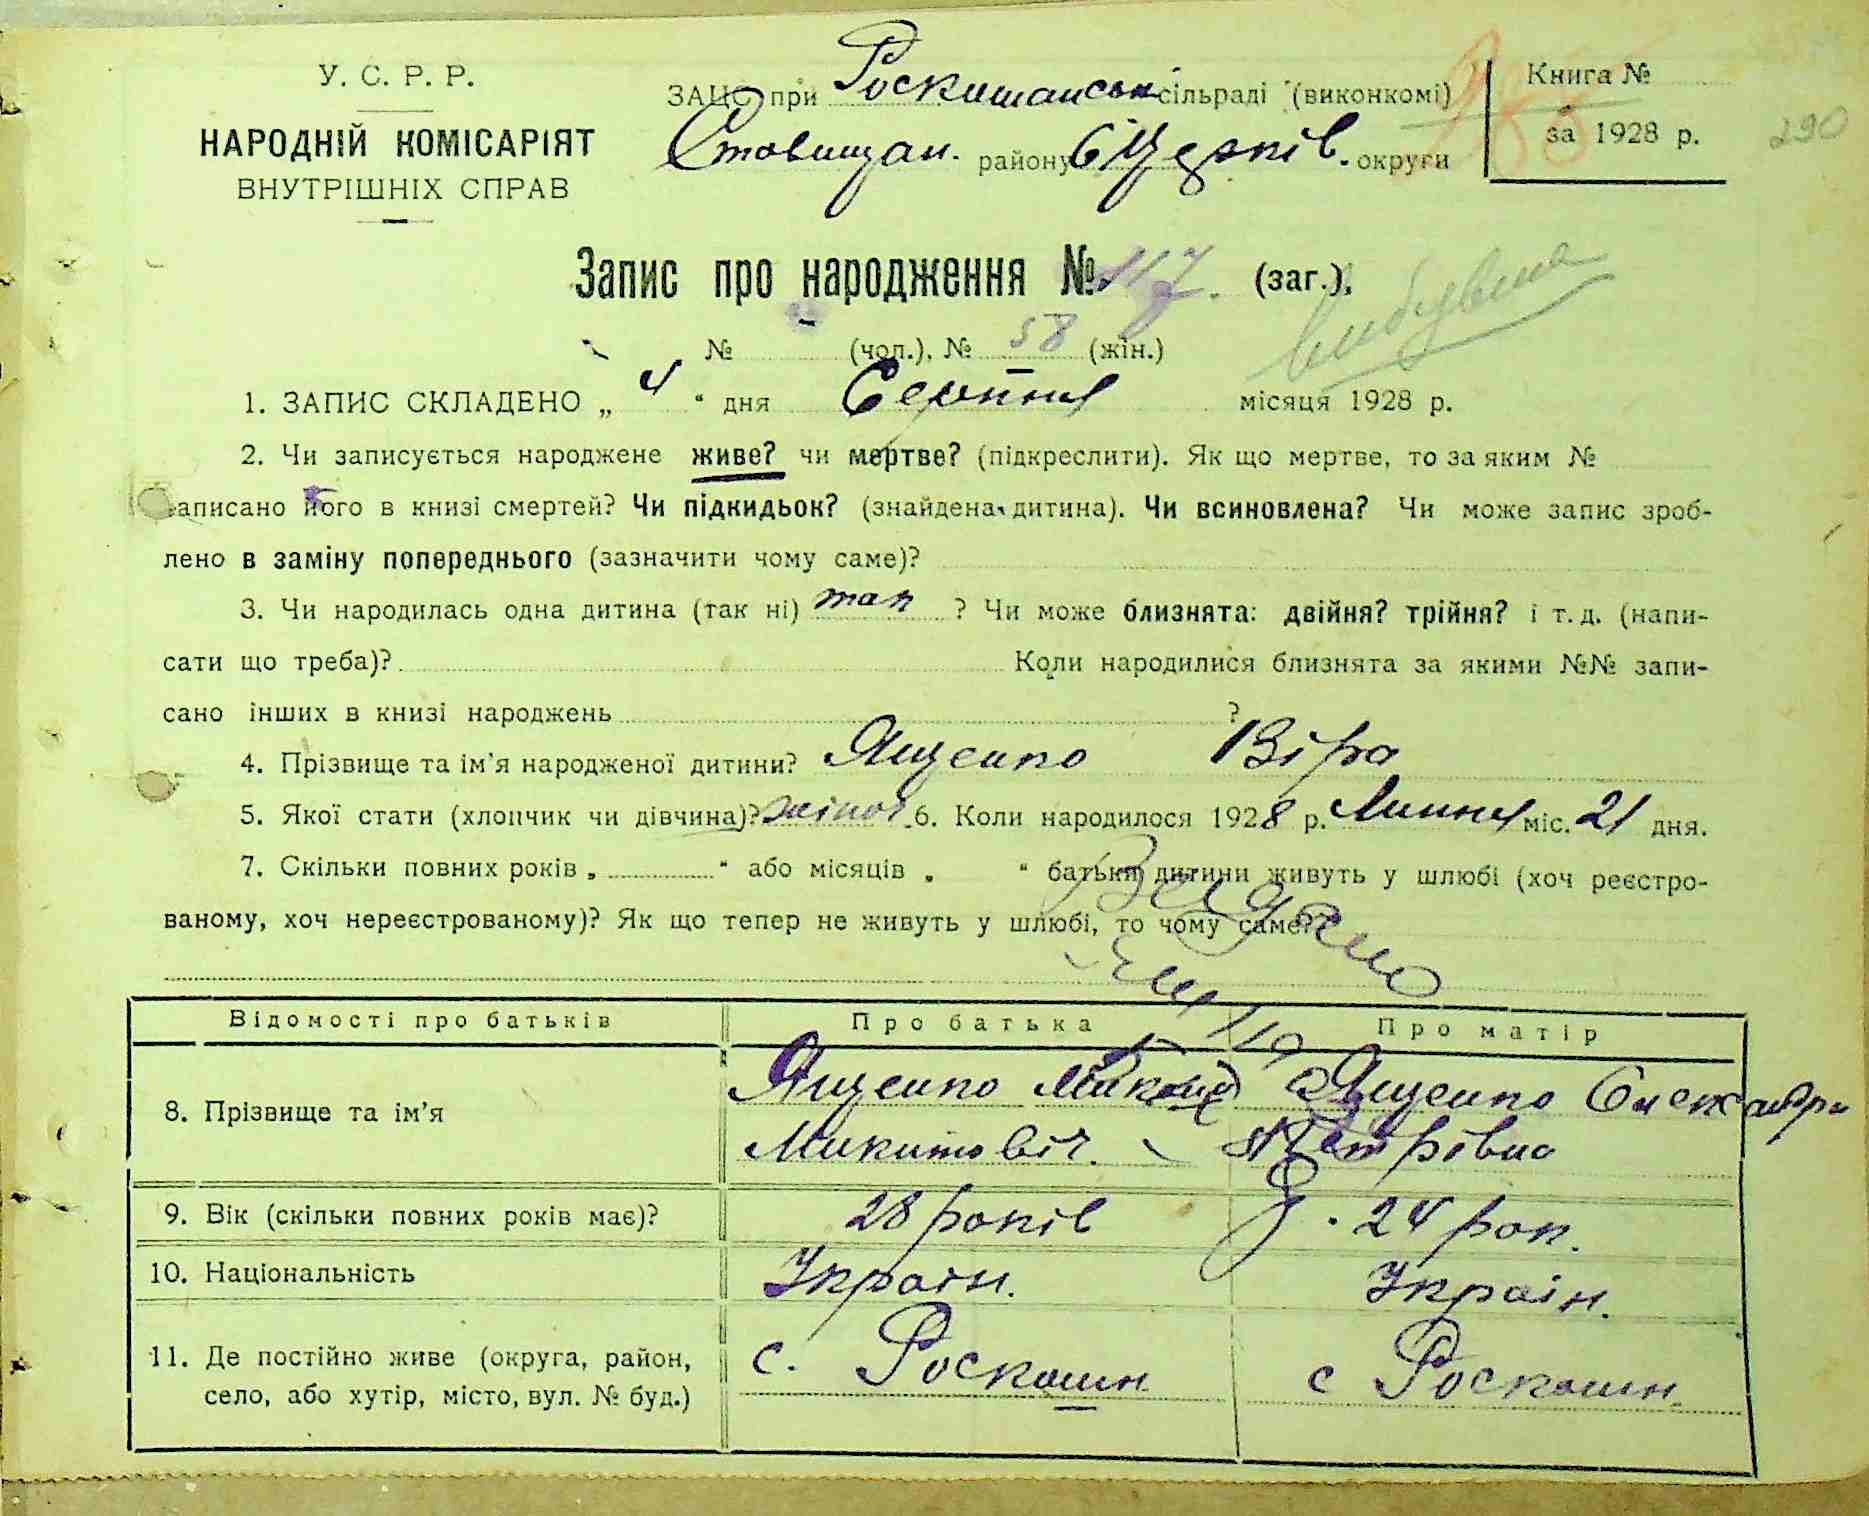 У. С. Р. Р.
НАРОДНІЙ КОМІСАРІЯТ
ВНУТРІШНІХ СПРАВ
ЗАЦС при сільраді (виконкомі)
Ставищан. району Б Церків. округи
Книга №
за 1928 р.
290
Запис про народження № 117. (заг.),
№ (чол.), № 58 (жін.)
вибувша
1. ЗАПИС СКЛАДЕНО „ 4 “ дня Серпня місяця 1928 р.
2. Чи записується народжене живе? чи мертве? (підкреслити). Як що мертве, то за яким №
записано його в книзі смертей? Чи підкидьок? (знайдена дитина). Чи всиновлена? Чи може запис зроб-
лено в заміну попереднього (зазначити чому саме)?
3. Чи народилась одна дитина (так ні) так ? Чи може близнята: двійня? трійня? і т. д. (напи-
сати що треба)? Коли народилися близнята за якими №№ запи-
сано інших в книзі народжень ?
4. Прізвище та ім’я народженої дитини? Ященко Віра
5. Якої стати (хлопчик чи дівчина)? жіноч. 6. Коли народилося 1928 р. Липня міс. 21 дня.
7. Скільки повних років „ “ або місяців „ “ батьки дитини живуть у шлюбі (хоч реєстро-
ваному, хоч нереєстрованому)? Як що тепер не живуть у шлюбі, то чому саме?
Видано
Відомості про батьків Про батька Про матір
8. Прізвище та ім’я
Ященко
Микитович.
Ященко Олександра
Петрівна
9. Вік (скільки повних років має)? 28 років 24 рок.
10. Національність Україн. Україн.
11. Де постійно живе (округа, район,
село, або хутір, місто, вул. № буд.)
с. Роскошн
с Роскошн.